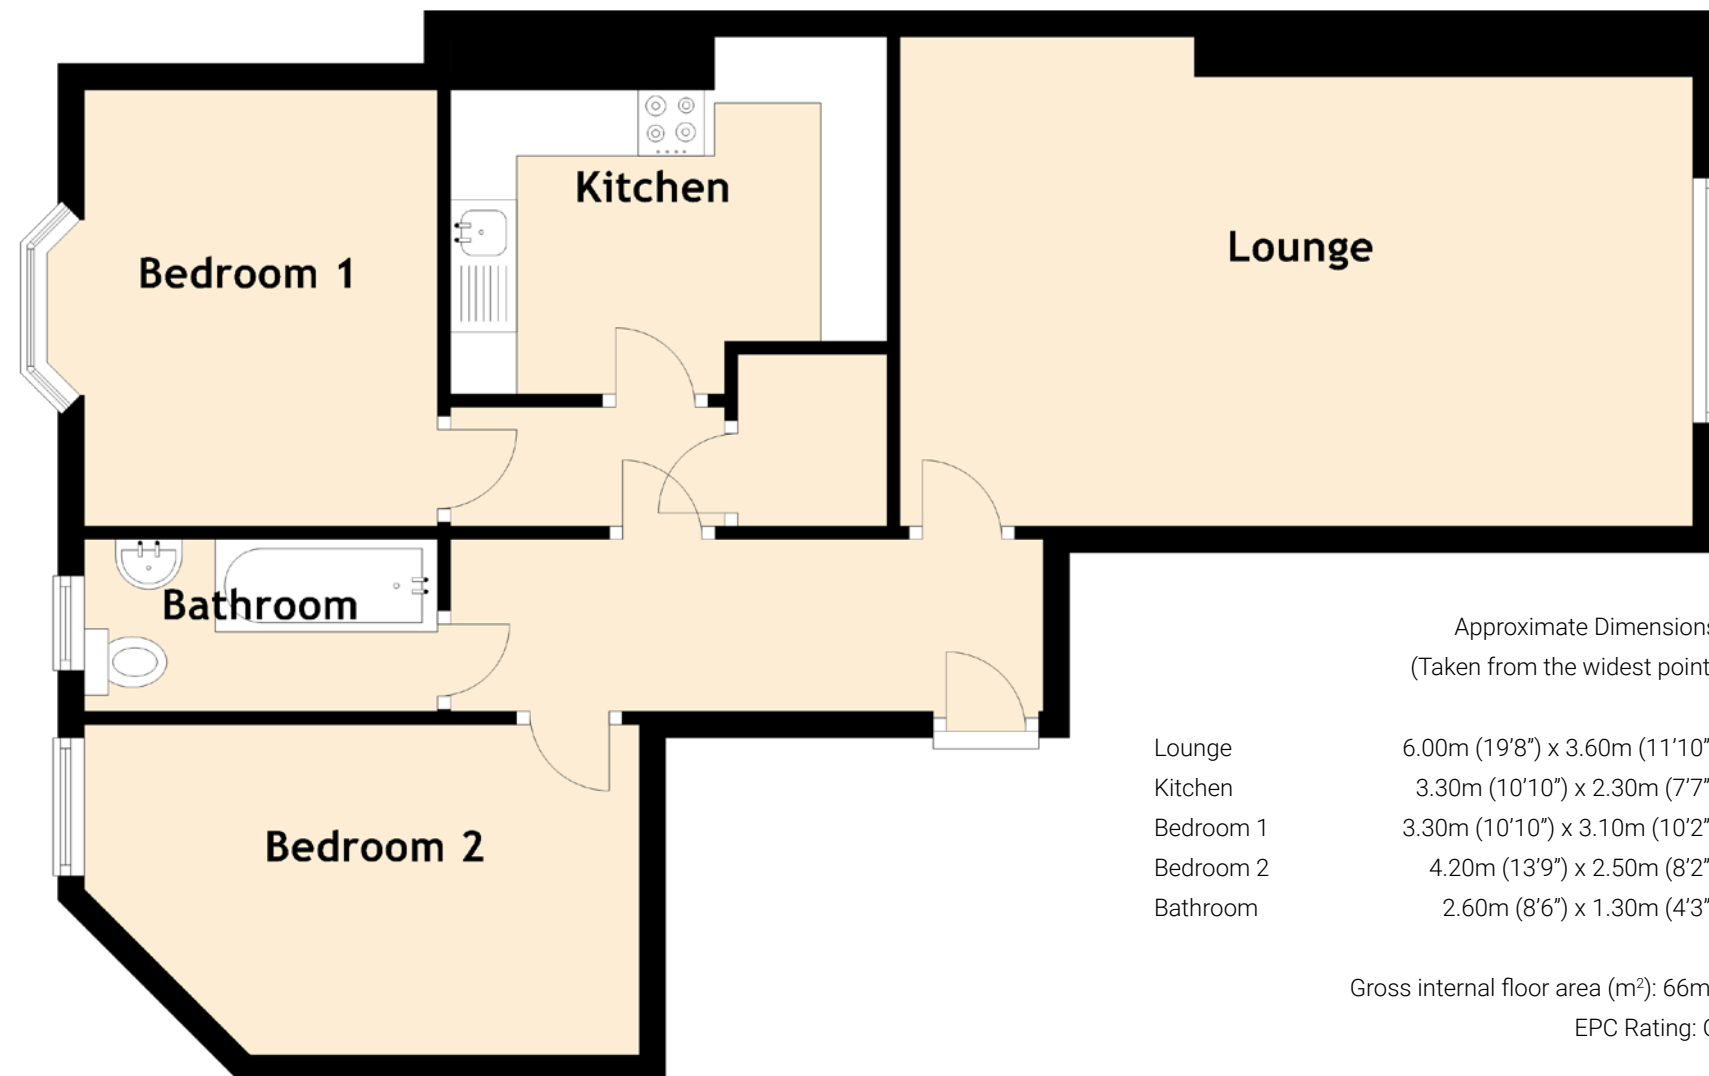 Kitchen
Lounge
Bedroom 1
Bathroom
Bedroom 2
Approximate Dimensions
(Taken from the widest point
Lounge 6.00m (19'8") x 3.60m (11'10"
Kitchen 3.30m (10'10") x 2.30m (7'7"
Bedroom 1 3.30m (10'10") x 3.10m (10'2"
Bedroom 2 4.20m (13'9") x 2.50m (8'2"
Bathroom 2.60m (8'6") x 1.30m (4'3"
Gross internal floor area (m²): 66m
EPC Rating: